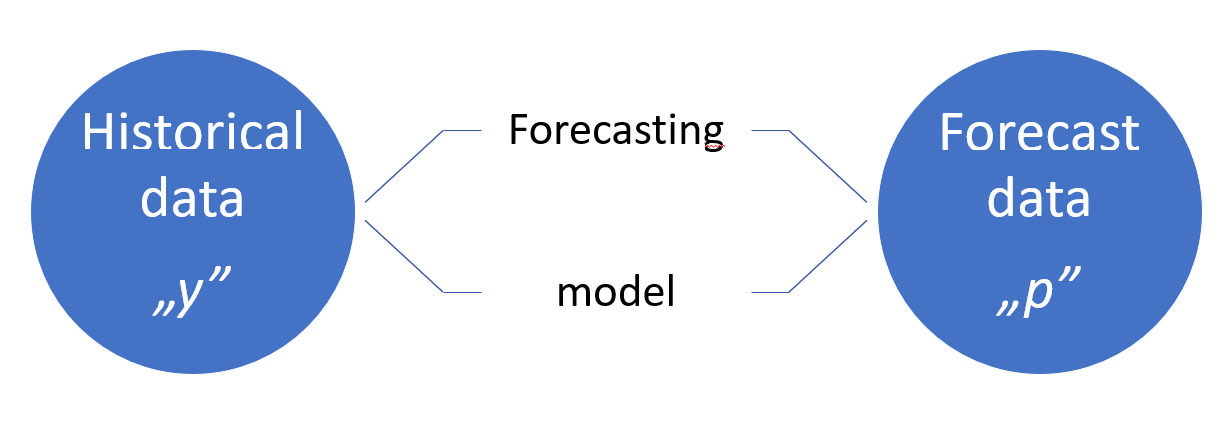 Historical
data
„y”
Forecasting
model
Forecast
data
„p”